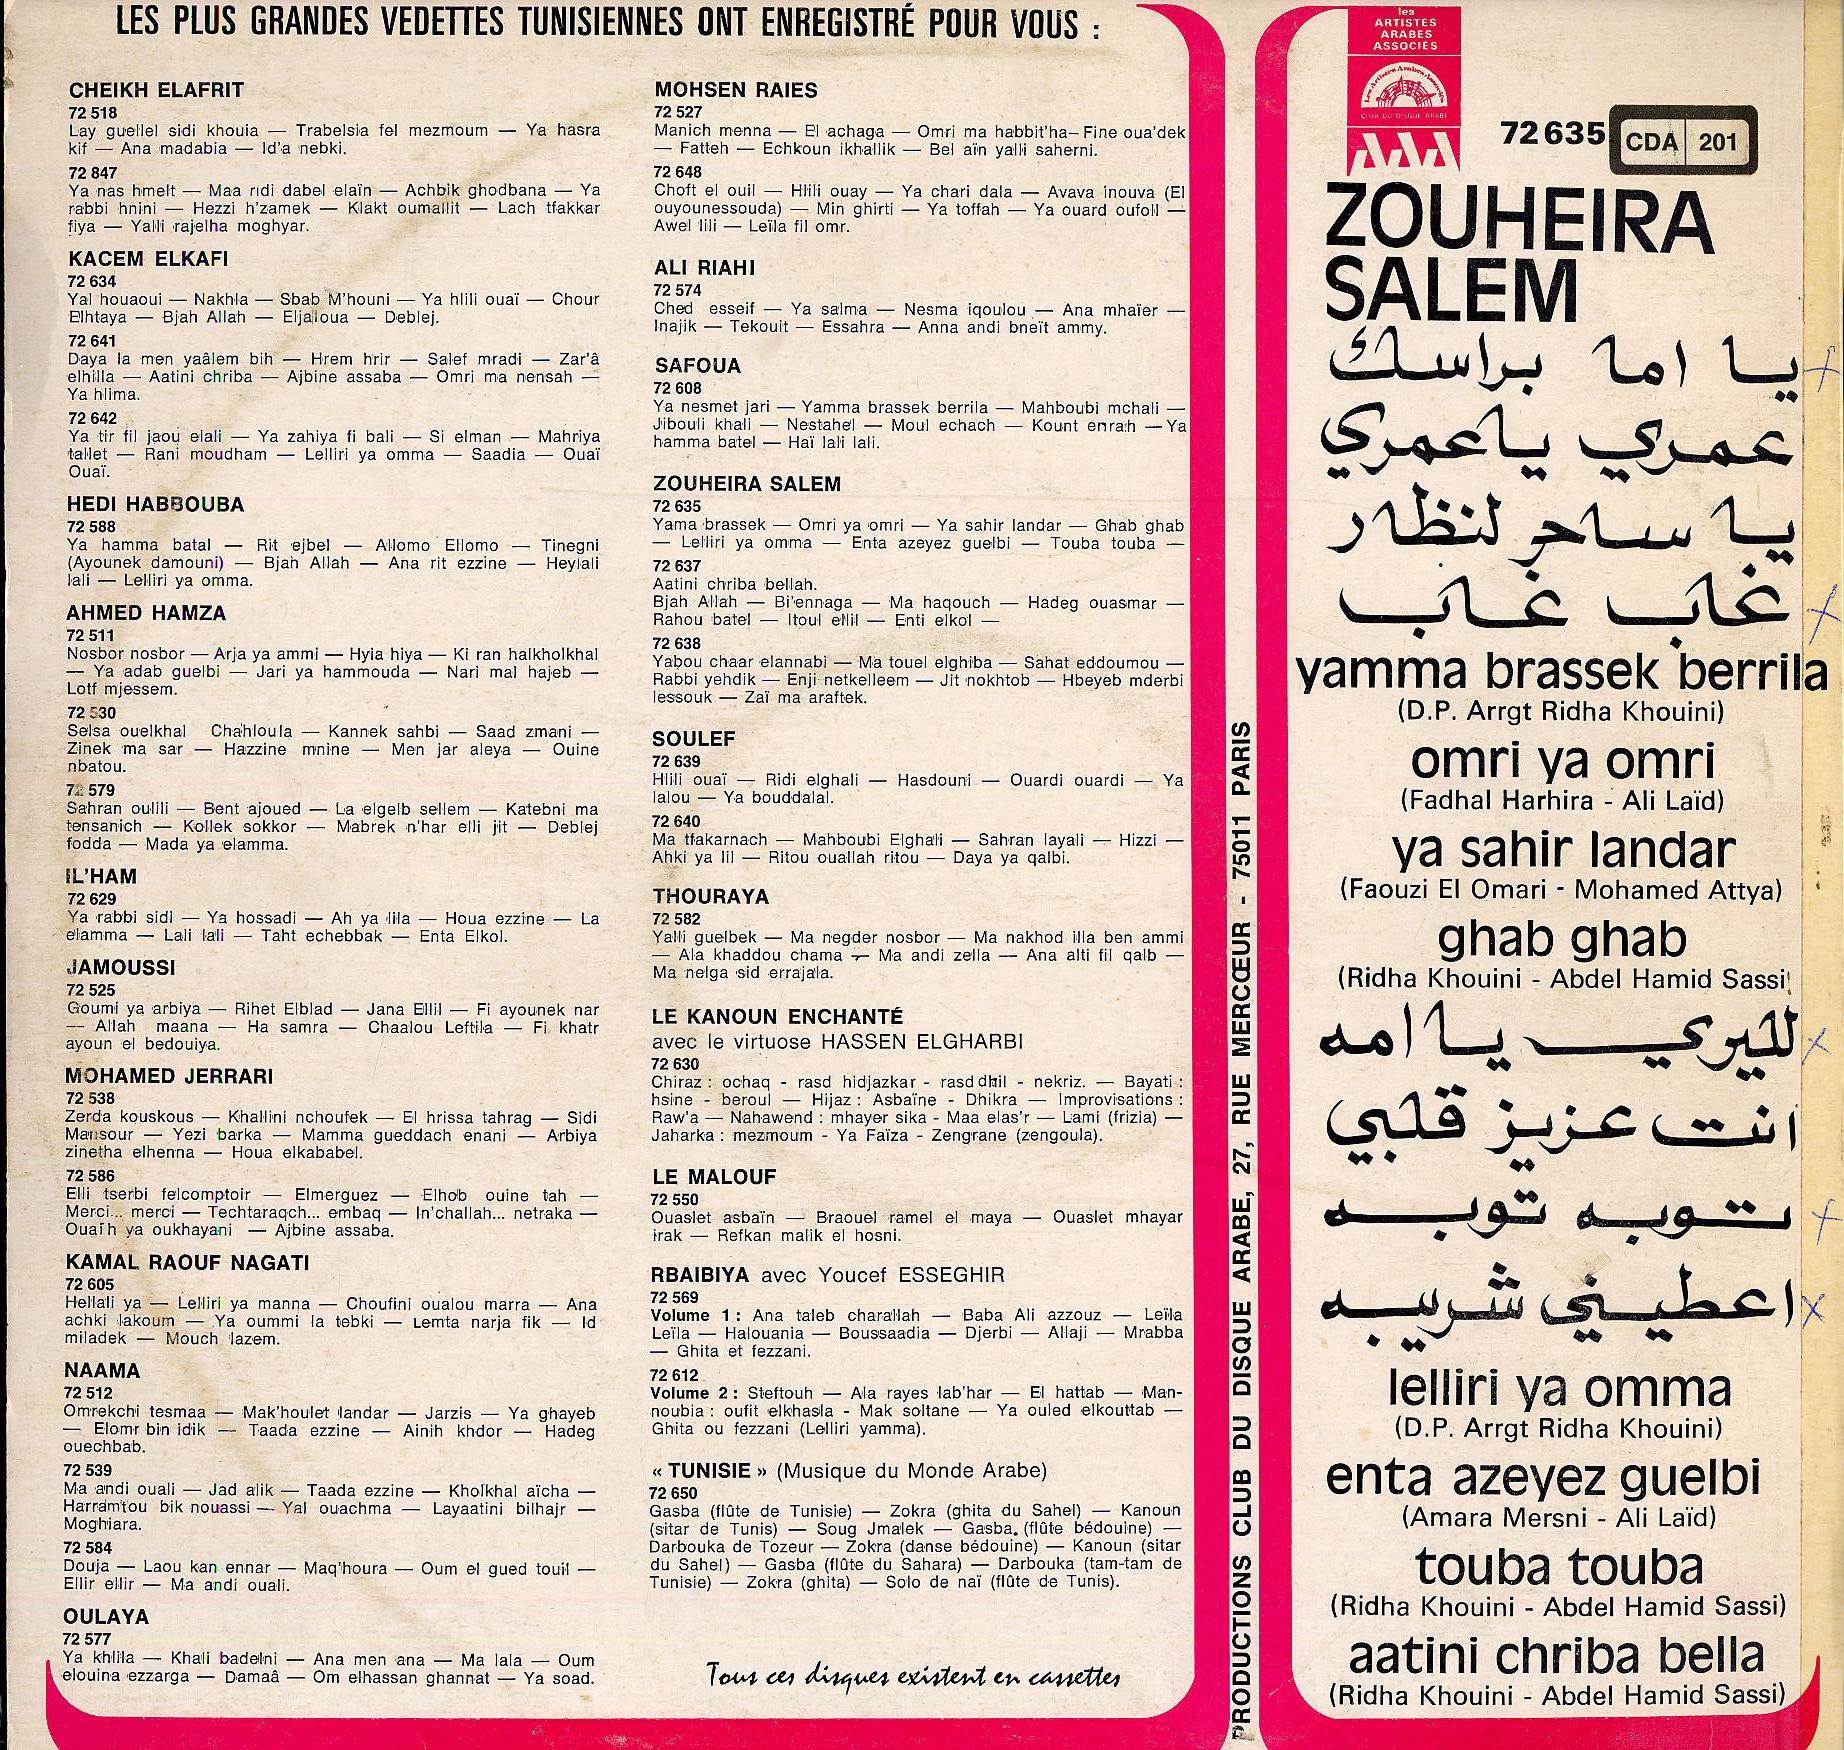 LES PLUS GRANDES VEDETTES TUNISIENNES ONT ENREGISTRÉ POUR VOUS :
CHEIKH ELAFRIT
72 518
Lay guellel sidi khouia — Trabelsia fel mezmoum — Ya hasra
kif — Ana madabia — Id'a nebki.
72 847
Ya nas hmelt — Maa ridi dabel elaïn — Achbik ghodbana — Ya
rabbi hnini — Hezzi h'zamek — Klakt oumallit — Lach tfakkar
fiya — Yalli rajelha moghyar.
KACEM ELKAFI
72 634
Yal houaoui — Nakhla — Sbab M'houni — Ya hlili ouaï — Chour
Elhtaya — Bjah Allah — Eljaloua — Deblej.
72 641
Daya la men yaâlem bih — Hrem hrir — Salef mradi — Zar'â
elhilla — Aatini chriba — Ajbine assaba — Omri ma nensah —
Ya hlima.
72 642
Ya tir fil jaou elali — Ya zahiya fi bali — Si elman — Mahriya
tallet — Rani moudham — Lelliri ya omma — Saadia — Ouaï
Ouaï.
HEDI HABBOUBA
72 588
Ya hamma batal — Rit ejbel — Allomo Ellomo — Tinegni
(Ayounek damouni) — Bjah Allah — Ana rit ezzine — Heylali
lali — Lelliri ya omma.
AHMED HAMZA
72 511
Nosbor nosbor — Arja ya ammi — Hyia hiya — Ki ran halkholkhal
— Ya adab guelbi — Jari ya hammouda — Nari mal hajeb —
Lotf mjessem.
72 530
Selsa ouelkhal Chahloula — Kannek sahbi — Saad zmani —
Zinek ma sar — Hazzine mnine — Men jar aleya — Ouine
nbatou.
72 579
Sahran oulili — Bent ajoued — La elgelb sellem — Katebni ma
tensanich — Kollek sokkor — Mabrek n'har elli jit — Deblej
fodda — Mada ya elamma.
IL'HAM
72 629
Ya rabbi sidi — Ya hossadi — Ah ya lila — Houa ezzine — La
elamma — Lali lali — Taht echebbak — Enta Elkol.
JAMOUSSI
72 525
Goumi ya arbiya — Rihet Elblad — Jana Ellil — Fi ayounek nar
— Allah maana — Ha samra — Chaalou Leftila — Fi khatr
ayoun el bedouiya.
MOHAMED JERRARI
72 538
Zerda kouskous — Khallini nchoufek — El hrissa tahrag — Sidi
Mansour — Yezi barka — Mamma gueddach enani — Arbiya
zinetha elhenna — Houa elkababel.
72 586
Elli tserbi felcomptoir — Elmerguez — Elhob ouine tah —
Merci... merci — Techtaraqch... embaq — In'challah... netraka —
Ouaïh ya oukhayani — Ajbine assaba.
KAMAL RAOUF NAGATI
72 605
Hellali ya — Lelliri ya manna — Choufini oualou marra — Ana
achki lakoum — Ya oummi la tebki — Lemta narja fik — Id
miladek — Mouch lazem.
NAAMA
72 512
Omrekchi tesmaa — Mak'houlet landar — Jarzis — Ya ghayeb
— Elomr bin idik — Taada ezzine — Ainih khdor — Hadeg
ouechbab.
72 539
Ma andi ouali — Jad alik — Taada ezzine — Kholkhal aïcha —
Harramtou bik nouassi — Yal ouachma — Layaatini bilhajr —
Moghiara.
72 584
Douja — Laou kan ennar — Maq'houra — Oum el gued touil —
Ellir ellir — Ma andi ouali.
OULAYA
72 577
Ya khlila — Khali badelni — Ana men ana — Ma lala — Oum
elouina ezzarga — Damaâ — Om elhassan ghannat — Ya soad.
MOHSEN RAIES
72 527
Manich menna — El achaga — Omri ma habbit'ha – Fine oua'dek
— Fatteh — Echkoun ikhallik — Bel aïn yalli saherni.
72 648
Choft el ouil — Hlili ouay — Ya chari dala — Avava inouva (El
ouyounessouda) — Min ghirti — Ya toffah — Ya ouard oufoll —
Awel lili — Leïla fil omr.
ALI RIAHI
72 574
Ched esseif — Ya salma — Nesma iqoulou — Ana mhaïer —
Inajik — Tekouit — Essahra — Anna andi bneït ammy.
SAFOUA
72 608
Ya nesmet jari — Yamma brassek berrila — Mahboubi mchali —
Jibouli khali — Nestahel — Moul echach — Kount enrah — Ya
hamma batel — Haï lali lali.
ZOUHEIRA SALEM
72 635
Yama brassek — Omri ya omri — Ya sahir landar — Ghab ghab
— Lelliri ya omma — Enta azeyez guelbi — Touba touba —
72 637
Aatini chriba bellah.
Bjah Allah — Bi'ennaga — Ma haqouch — Hadeg ouasmar —
Rahou batel — Itoul ellil — Enti elkol —
72 638
Yabou chaar elannabi — Ma touel elghiba — Sahat eddoumou —
Rabbi yehdik — Enji netkelleem — Jit nokhtob — Hbeyeb mderbi
lessouk — Zaï ma araftek.
SOULEF
72 639
Hlili ouaï — Ridi elghali — Hasdouni — Ouardi ouardi — Ya
lalou — Ya bouddalal.
72 640
Ma tfakarnach — Mahboubi Elghalli — Sahran layali — Hizzi —
Ahki ya lil — Ritou ouallah ritou — Daya ya qalbi.
THOURAYA
72 582
Yalli guelbek — Ma negder nosbor — Ma nakhod illa ben ammi
— Ala khaddou chama — Ma andi zella — Ana alti fil qalb —
Ma nelga sid errajala.
LE KANOUN ENCHANTÉ
avec le virtuose HASSEN ELGHARBI
72 630
Chiraz : ochaq - rasd hidjazkar - rasd dhil - nekriz. — Bayati :
hsine - beroul — Hijaz : Asbaïne - Dhikra — Improvisations :
Raw'a — Nahawend : mhayer sika - Maa elas'r — Lami (frizia) —
Jaharka : mezmoum - Ya Faïza - Zengrane (zengoula).
LE MALOUF
72 550
Ouaslet asbaïn — Braouel ramel el maya — Ouaslet mhayar
irak — Refkan malik el hosni.
RBAIBIYA avec Youcef ESSEGHIR
72 569
Volume 1 : Ana taleb charallah — Baba Ali azzouz — Leïla
Leïla — Halouania — Boussaadia — Djerbi — Allaji — Mrabba
— Ghita et fezzani.
72 612
Volume 2 : Steftouh — Ala rayes lab'har — El hattab — Man-
noubia : oufit elkhasla - Mak soltane — Ya ouled elkouttab —
Ghita ou fezzani (Lelliri yamma).
« TUNISIE » (Musique du Monde Arabe)
72 650
Gasba (flûte de Tunisie) — Zokra (ghita du Sahel) — Kanoun
(sitar de Tunis) — Soug Jmalek — Gasba. (flûte bédouine) —
Darbouka de Tozeur — Zokra (danse bédouine) — Kanoun (sitar
du Sahel) — Gasba (flûte du Sahara) — Darbouka (tam-tam de
Tunisie) — Zokra (ghita) — Solo de naï (flûte de Tunis).
Tous ces disques existent en cassettes
PRODUCTIONS CLUB DU DISQUE ARABE, 27, RUE MERCŒUR - 75011 PARIS
les
ARTISTES
ARABES
ASSOCIÉS
Les Artistes Arabes Associés
CLUB DU DISQUE ARABE
AAA
72 635 CDA 201
ZOUHEIRA
SALEM
يا اما براسك
عمري ياعمري
يا ساحر لنظار
غاب غاب
yamma brassek berrila
(D.P. Arrgt Ridha Khouini)
omri ya omri
(Fadhal Harhira - Ali Laïd)
ya sahir landar
(Faouzi El Omari - Mohamed Attya)
ghab ghab
(Ridha Khouini - Abdel Hamid Sassi)
لليري يا امه
انت عزيز قلبي
توبه توبه
اعطيني شربيه
lelliri ya omma
(D.P. Arrgt Ridha Khouini)
enta azeyez guelbi
(Amara Mersni - Ali Laïd)
touba touba
(Ridha Khouini - Abdel Hamid Sassi)
aatini chriba bella
(Ridha Khouini - Abdel Hamid Sassi)